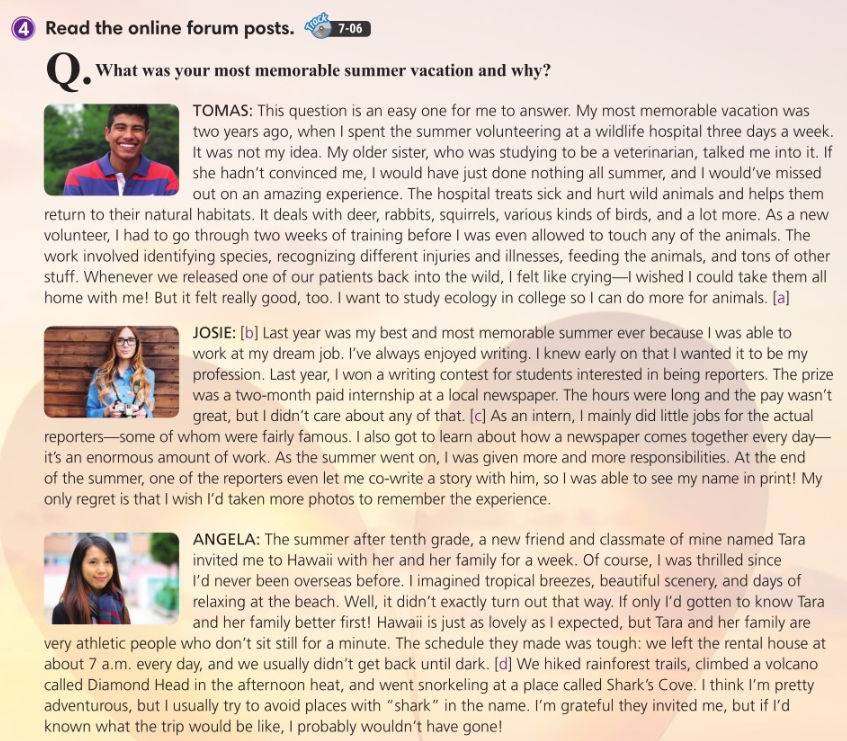 4 Read the online forum posts. Track 7-06
Q. What was your most memorable summer vacation and why?
TOMAS: This question is an easy one for me to answer. My most memorable vacation was
two years ago, when I spent the summer volunteering at a wildlife hospital three days a week.
It was not my idea. My older sister, who was studying to be a veterinarian, talked me into it. If
she hadn't convinced me, I would have just done nothing all summer, and I would've missed
out on an amazing experience. The hospital treats sick and hurt wild animals and helps them
return to their natural habitats. It deals with deer, rabbits, squirrels, various kinds of birds, and a lot more. As a new
volunteer, I had to go through two weeks of training before I was even allowed to touch any of the animals. The
work involved identifying species, recognizing different injuries and illnesses, feeding the animals, and tons of other
stuff. Whenever we released one of our patients back into the wild, I felt like crying—I wished I could take them all
home with me! But it felt really good, too. I want to study ecology in college so I can do more for animals. [a]
JOSIE: [b] Last year was my best and most memorable summer ever because I was able to
work at my dream job. I've always enjoyed writing. I knew early on that I wanted it to be my
profession. Last year, I won a writing contest for students interested in being reporters. The prize
was a two-month paid internship at a local newspaper. The hours were long and the pay wasn't
great, but I didn't care about any of that. [c] As an intern, I mainly did little jobs for the actual
reporters—some of whom were fairly famous. I also got to learn about how a newspaper comes together every day—
it's an enormous amount of work. As the summer went on, I was given more and more responsibilities. At the end
of the summer, one of the reporters even let me co-write a story with him, so I was able to see my name in print! My
only regret is that I wish I'd taken more photos to remember the experience.
ANGELA: The summer after tenth grade, a new friend and classmate of mine named Tara
invited me to Hawaii with her and her family for a week. Of course, I was thrilled since
I'd never been overseas before. I imagined tropical breezes, beautiful scenery, and days of
relaxing at the beach. Well, it didn't exactly turn out that way. If only I'd gotten to know Tara
and her family better first! Hawaii is just as lovely as I expected, but Tara and her family are
very athletic people who don't sit still for a minute. The schedule they made was tough: we left the rental house at
about 7 a.m. every day, and we usually didn't get back until dark. [d] We hiked rainforest trails, climbed a volcano
called Diamond Head in the afternoon heat, and went snorkeling at a place called Shark's Cove. I think I'm pretty
adventurous, but I usually try to avoid places with "shark" in the name. I'm grateful they invited me, but if I'd
known what the trip would be like, I probably wouldn't have gone!